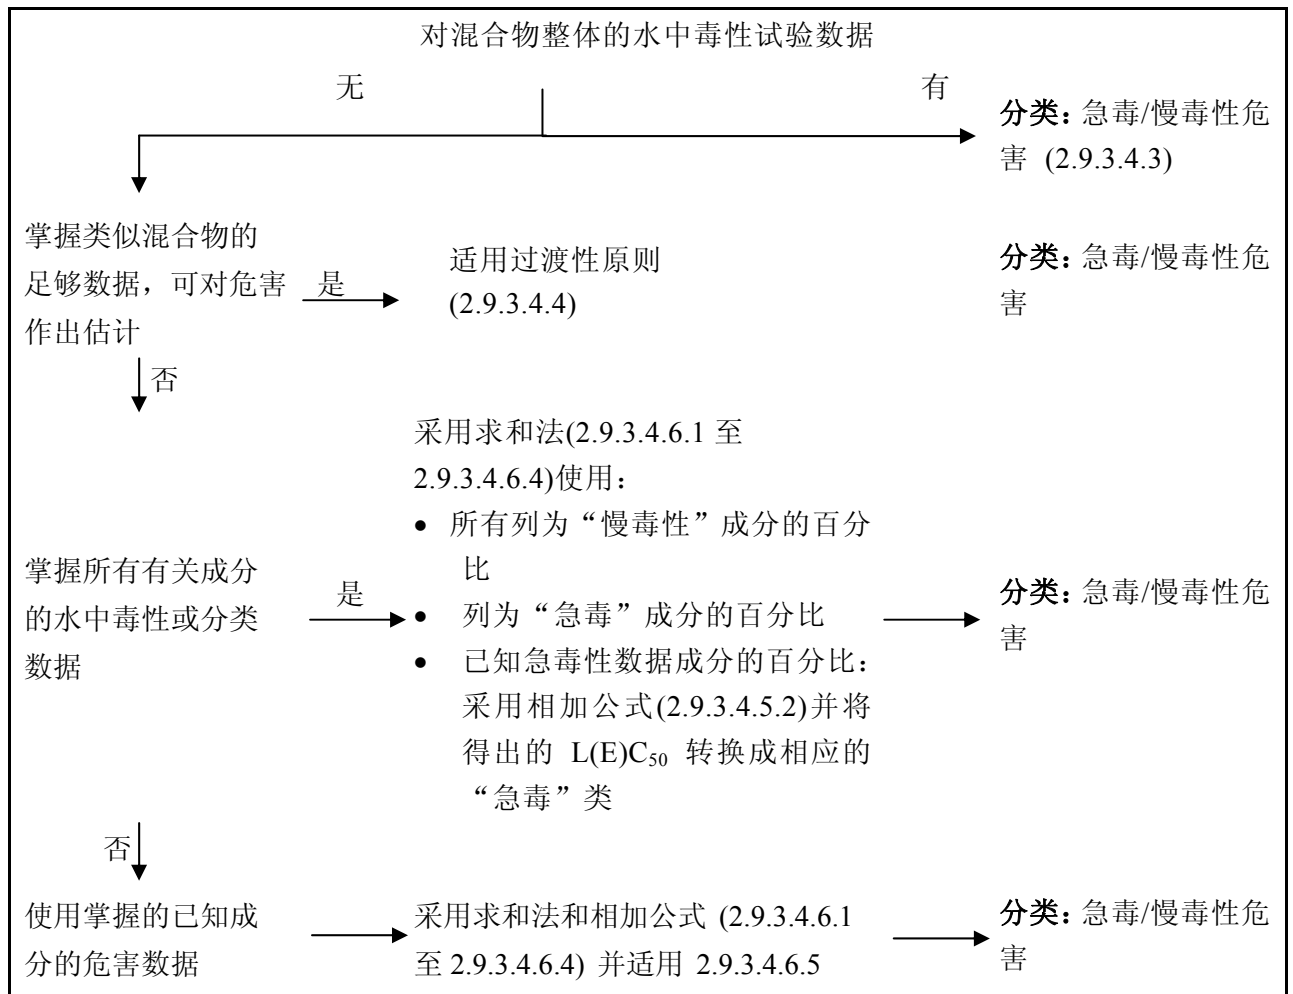 对混合物整体的水中毒性试验数据
无
有
分类：急毒/慢毒性危
害 (2.9.3.4.3)
掌握类似混合物的
足够数据，可对危害
作出估计
是
适用过渡性原则
(2.9.3.4.4)
分类：急毒/慢毒性危
害
否
掌握所有有关成分
的水中毒性或分类
数据
是
采用求和法(2.9.3.4.6.1 至
2.9.3.4.6.4)使用：
• 所有列为“慢毒性”成分的百分
比
• 列为“急毒”成分的百分比
• 已知急毒性数据成分的百分比：
采用相加公式(2.9.3.4.5.2)并将
得出的 L(E)C₅₀ 转换成相应的
“急毒”类
分类：急毒/慢毒性危
害
否
使用掌握的已知成
分的危害数据
采用求和法和相加公式 (2.9.3.4.6.1
至 2.9.3.4.6.4) 并适用 2.9.3.4.6.5
分类：急毒/慢毒性危
害